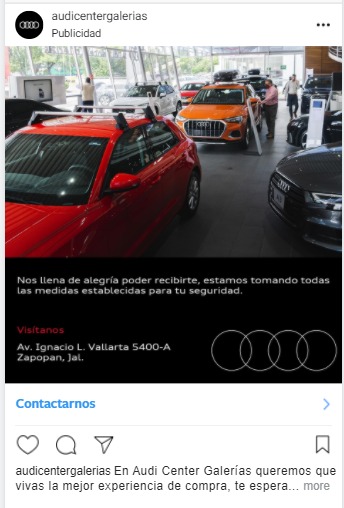 audicentergalerias
Publicidad
Nos llena de alegría poder recibirte, estamos tomando todas
las medidas establecidas para tu seguridad.
Visítanos
Av. Ignacio L. Vallarta 5400-A
Zapopan, Jal.
Contactarnos
audicentergalerias En Audi Center Galerías queremos que
vivas la mejor experiencia de compra, te espera... more